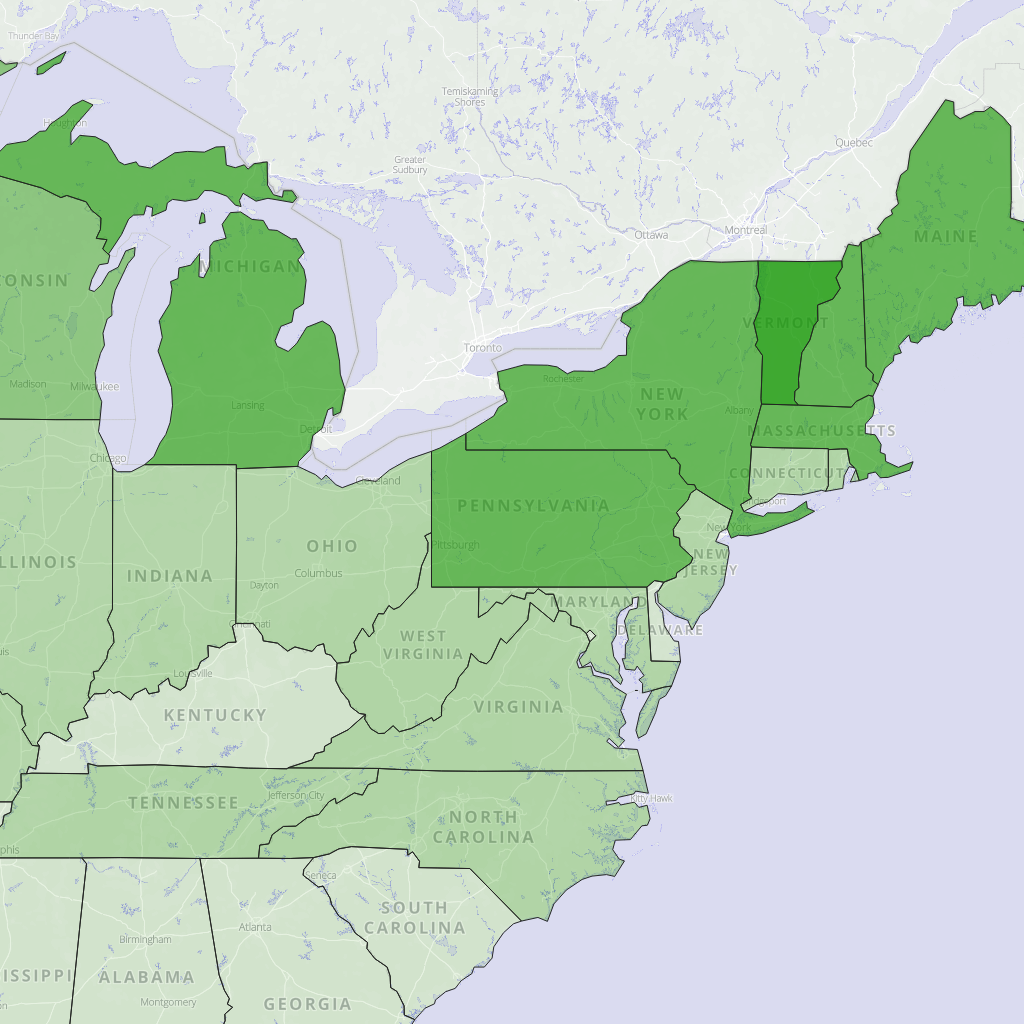 Thunder Bay
Houghton
Temiskaming
Shores
Greater
Sudbury
Quebec
Ottawa
Montreal
MAINE
MICHIGAN
CONSIN
VERMONT
Toronto
Rochester
Madison
Milwaukee
Lansing
NEW
YORK
Albany
Detroit
MASSACHUSETTS
Chicago
Cleveland
CONNECTICUT
PENNSYLVANIA
New York
Pittsburgh
OHIO
NEW
JERSEY
LLINOIS
INDIANA
Columbus
Dayton
MARYLAND
Cincinnati
DELAWARE
WEST
VIRGINIA
Louisville
KENTUCKY
VIRGINIA
TENNESSEE
Jefferson City
Kitty Hawk
NORTH
CAROLINA
phis
Seneca
SOUTH
CAROLINA
Atlanta
Birmingham
ISSIPPI
ALABAMA
Montgomery
GEORGIA